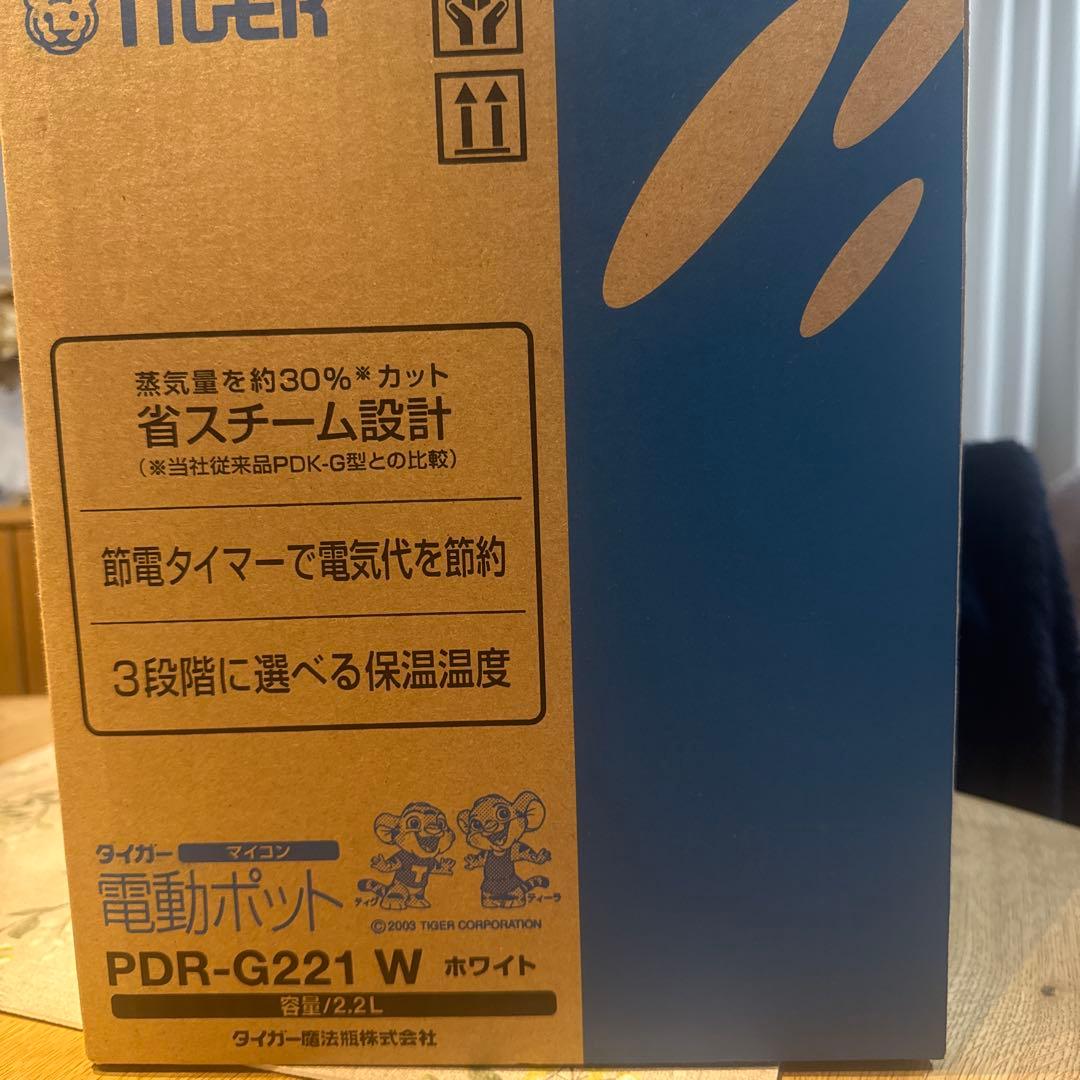 TIGER
蒸気量を約30%※カット
省スチーム設計
(※当社従来品PDK-G型との比較)
節電タイマーで電気代を節約
3段階に選べる保温温度
タイガー マイコン
電動ポット
T
ティグ ティーラ
©2003 TIGER CORPORATION
PDR-G221 W ホワイト
容量/2.2L
タイガー魔法瓶株式会社